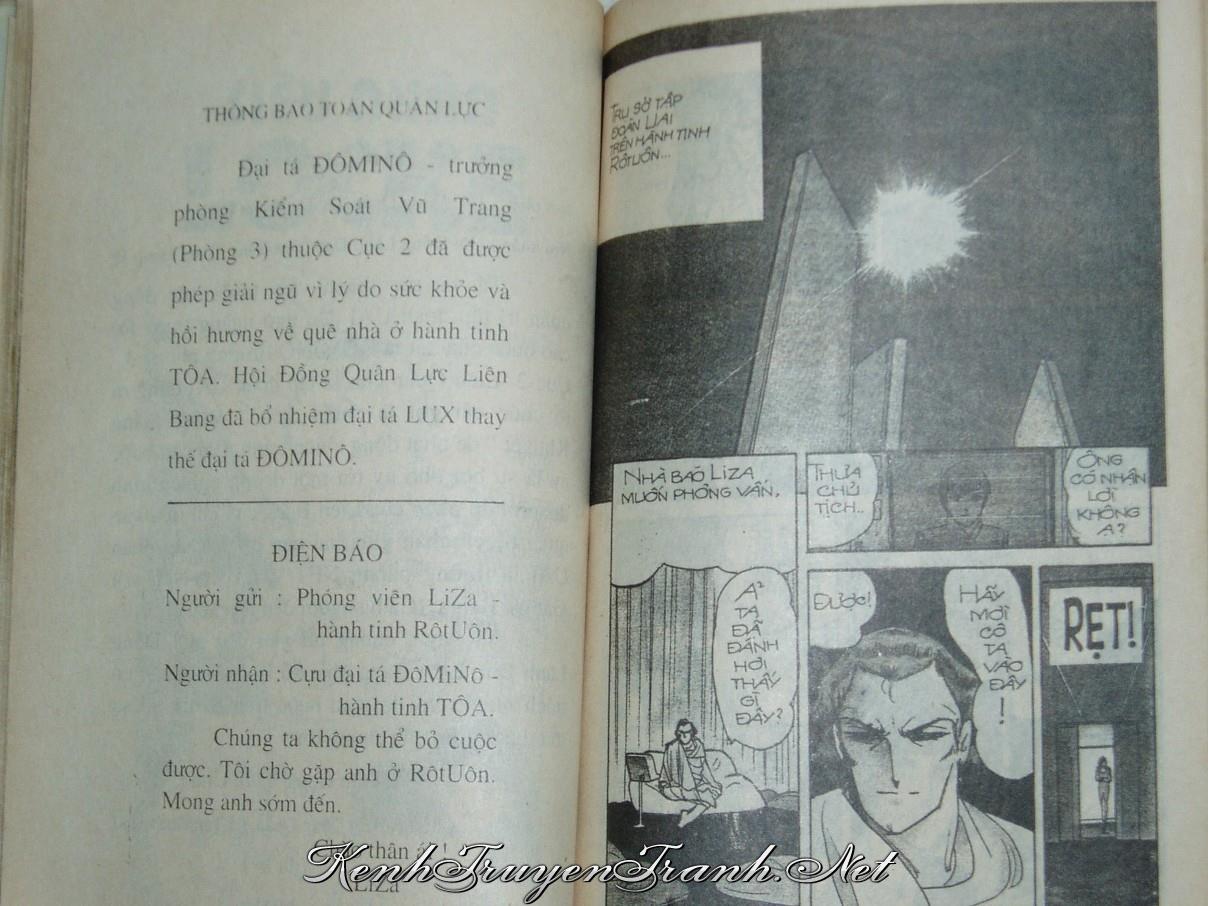 THÔNG BÁO TOÀN QUÂN LỰC
Đại tá ĐÔMINÔ - trưởng
phòng Kiểm Soát Vũ Trang
(Phòng 3) thuộc Cục 2 đã được
phép giải ngũ vì lý do sức khỏe và
hồi hương về quê nhà ở hành tinh
TÔA. Hội Đồng Quân Lực Liên
Bang đã bổ nhiệm đại tá LUX thay
thế đại tá ĐÔMINÔ.
ĐIỆN BÁO
Người gửi : Phóng viên LiZa -
hành tinh RôtUôn.
Người nhận : Cựu đại tá ĐôMiNô -
hành tinh TÔA.
Chúng ta không thể bỏ cuộc
được. Tôi chờ gặp anh ở RôtUôn.
Mong anh sớm đến.
thân ái !
LiZa
TRỤ SỞ TẬP
ĐOÀN LIAI
TRÊN HÀNH TINH
RÔTUÔN...
THƯA
CHỦ
TỊCH..
ÔNG
CÓ NHẬN
LỜI
KHÔNG
Ạ?
NHÀ BÁO LIZA
MUỐN PHỎNG VẤN,
A²
TA
ĐÃ
ĐÁNH
HƠI
THẤY
GÌ
ĐÂY?
ĐƯỢC!
HÃY
MỜI
CÔ
TA
VÀO
ĐÂY
!
RẸT!
KenhTruyenTranh.Net